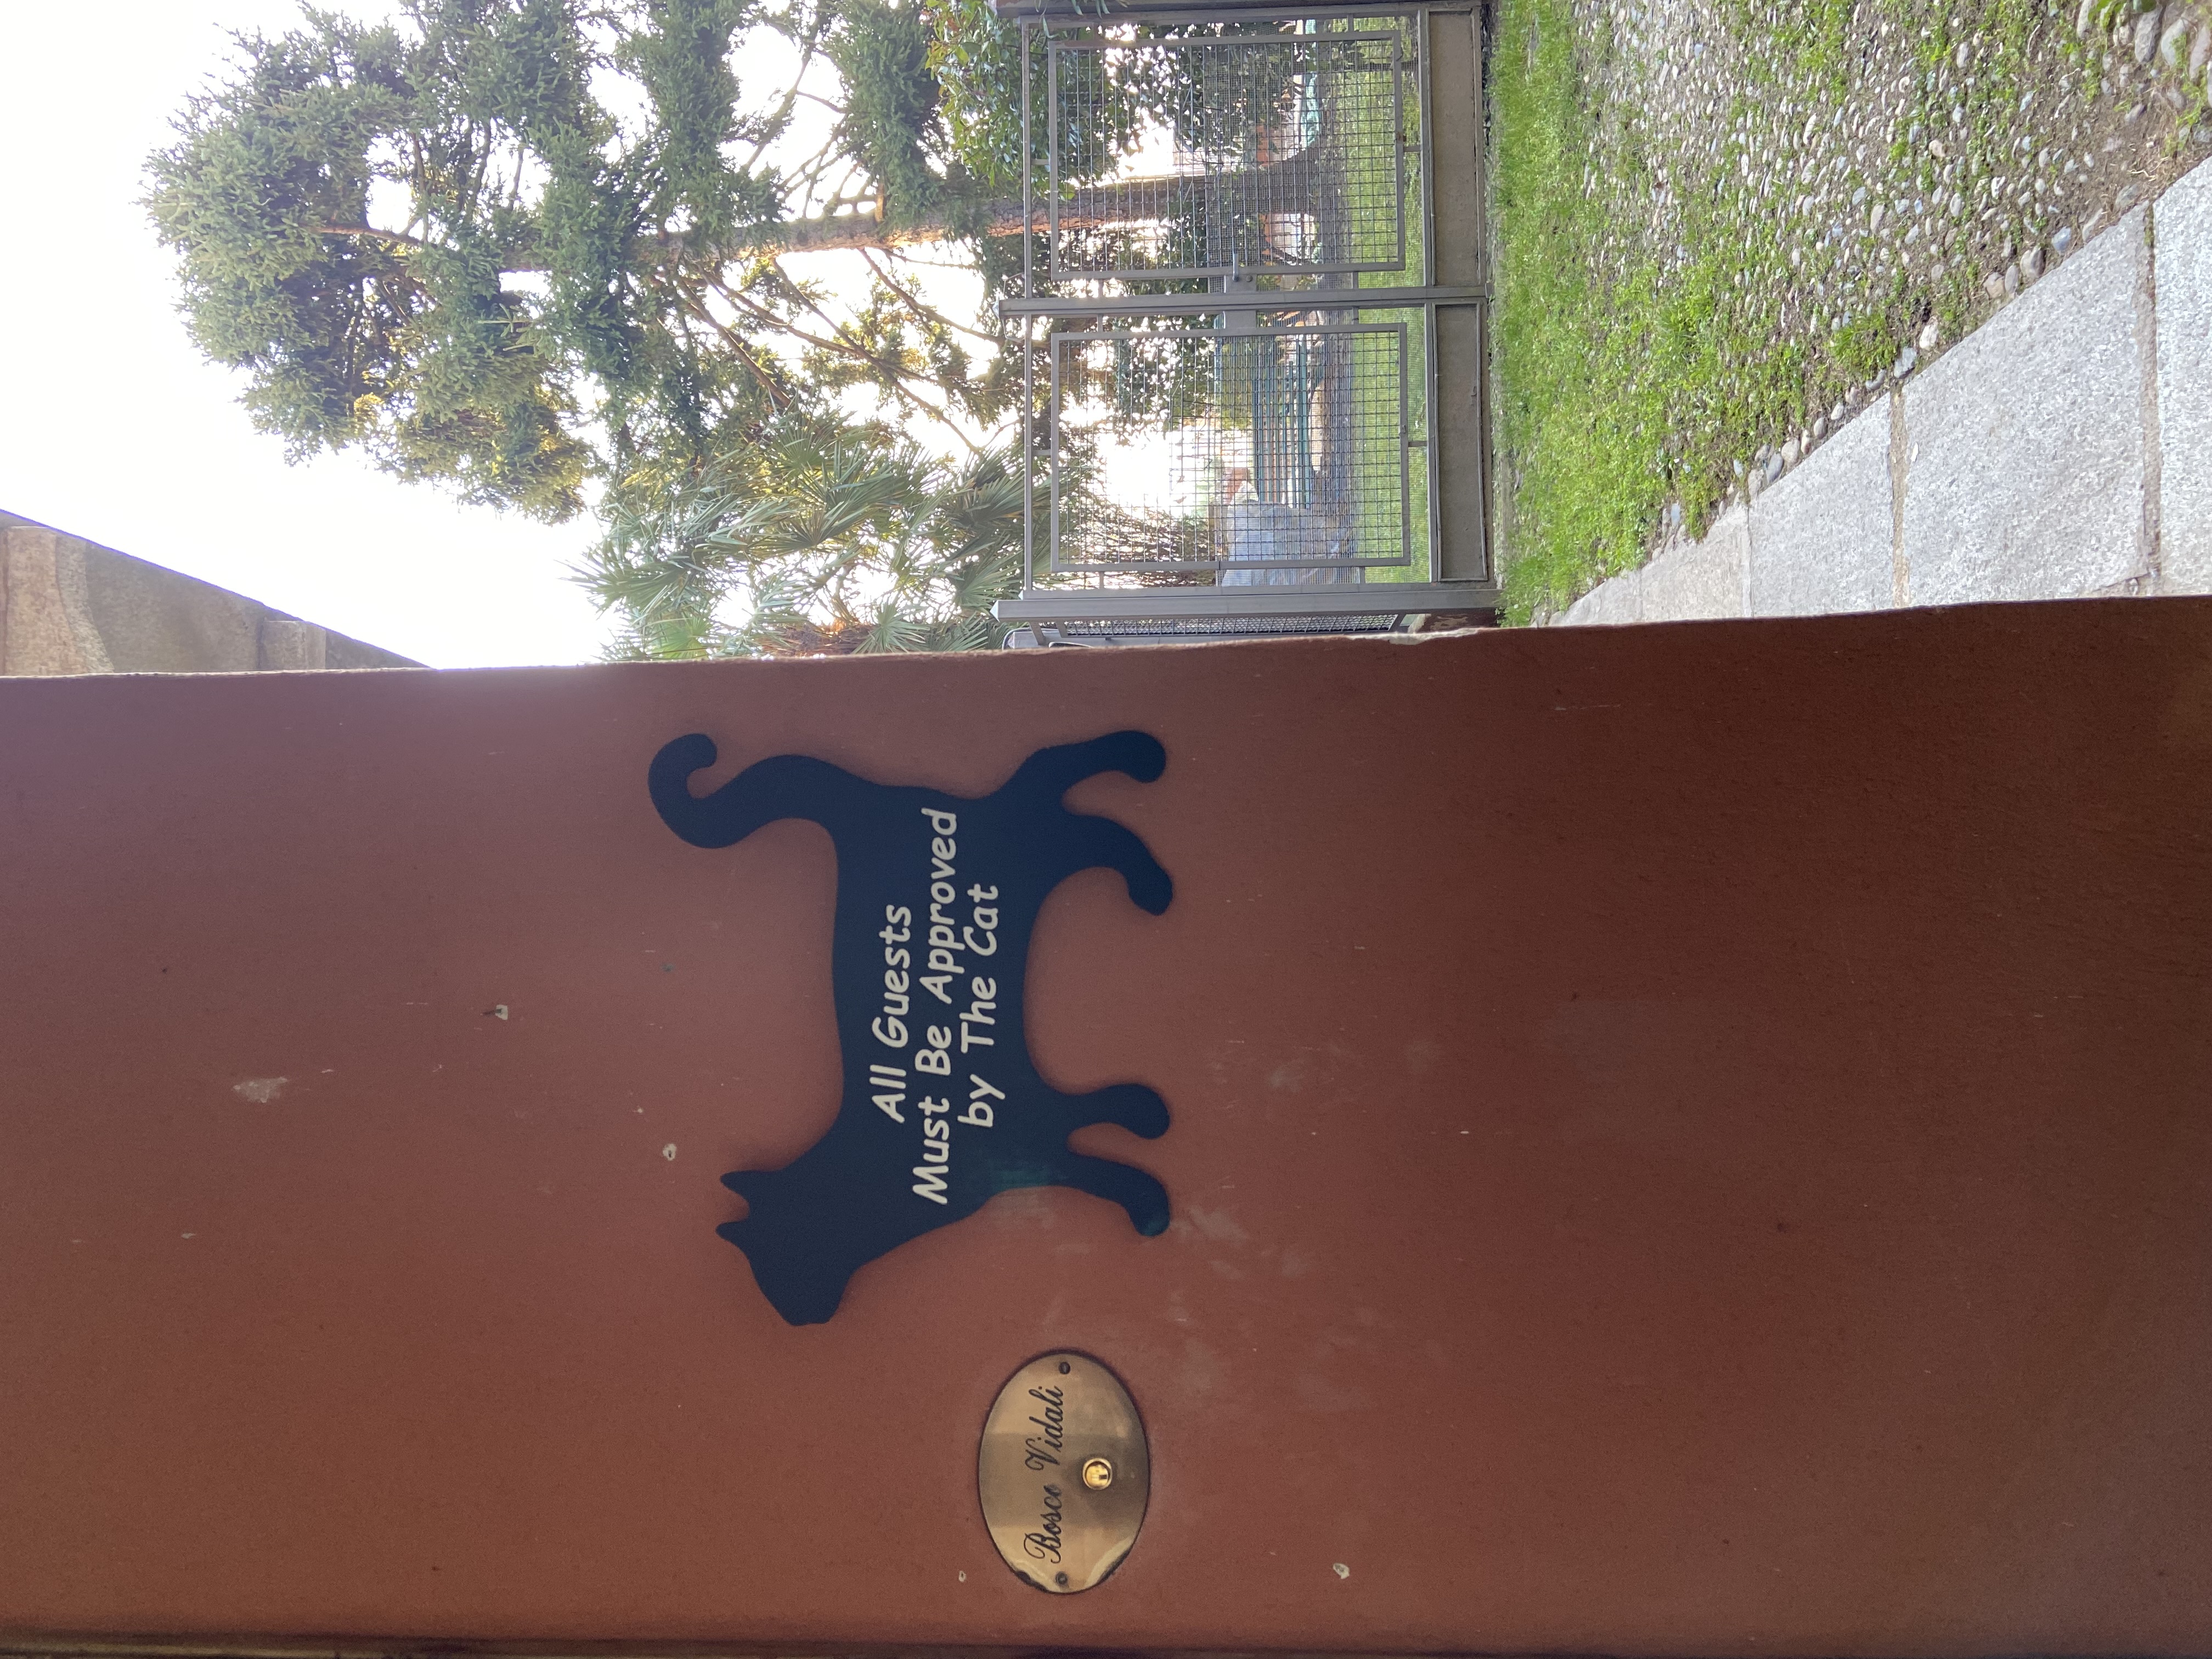 All Guests
Must Be Approved
by The Cat
Bosco Vidali